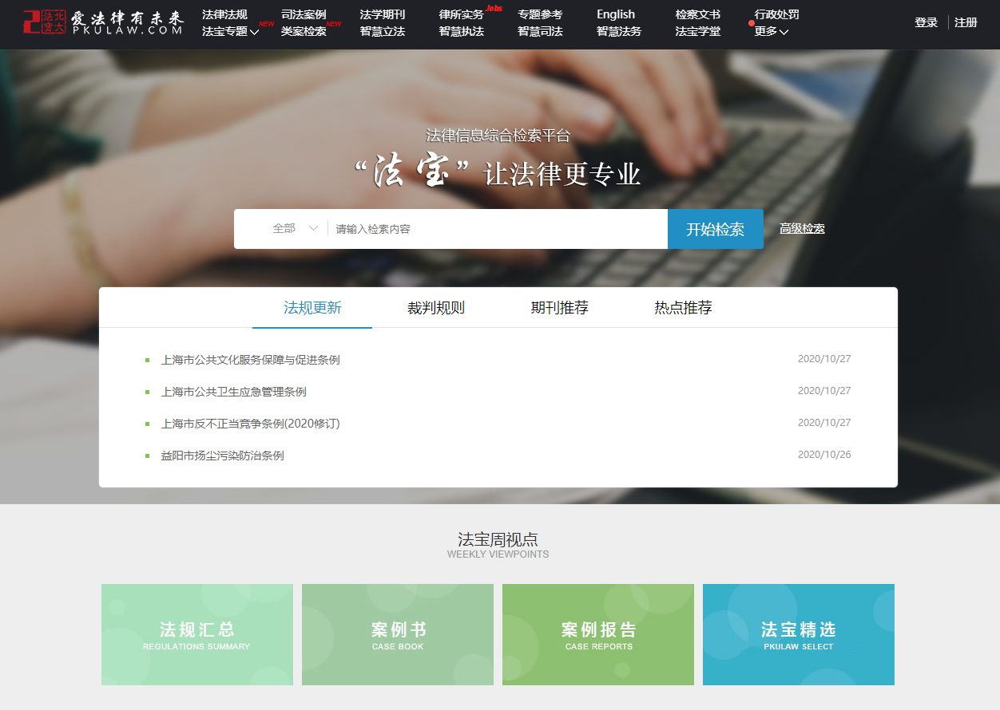 北大法宝 爱法律有未来
PKULAW.COM
法律法规 司法案例 法学期刊 律所实务 Jobs 专题参考 English 检察文书 行政处罚
法宝专题 NEW 类案检索 NEW 智慧立法 智慧执法 智慧司法 智慧法务 法宝学堂 更多
登录 注册
法律信息综合检索平台
“法宝”让法律更专业
全部 请输入检索内容 开始检索 高级检索
法规更新 裁判规则 期刊推荐 热点推荐
上海市公共文化服务保障与促进条例 2020/10/27
上海市公共卫生应急管理条例 2020/10/27
上海市反不正当竞争条例(2020修订) 2020/10/27
益阳市扬尘污染防治条例 2020/10/26
法宝周视点
WEEKLY VIEWPOINTS
法规汇总 案例书 案例报告 法宝精选
REGULATIONS SUMMARY CASE BOOK CASE REPORTS PKULAW SELECT